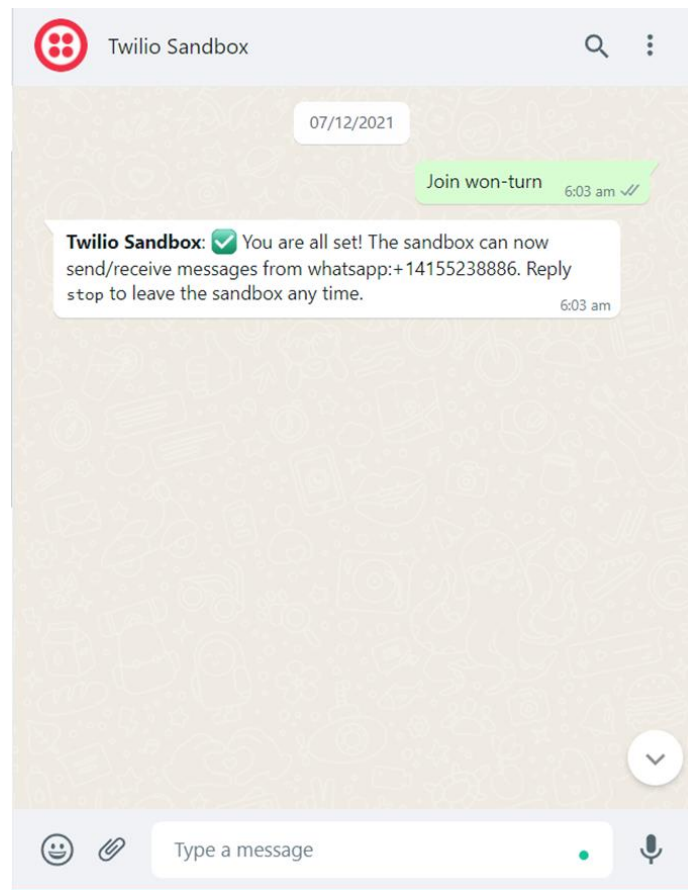 Twilio Sandbox
07/12/2021
Join won-turn
6:03 am
Twilio Sandbox: ✅ You are all set! The sandbox can now
send/receive messages from whatsapp:+14155238886. Reply
stop to leave the sandbox any time.
6:03 am
Type a message